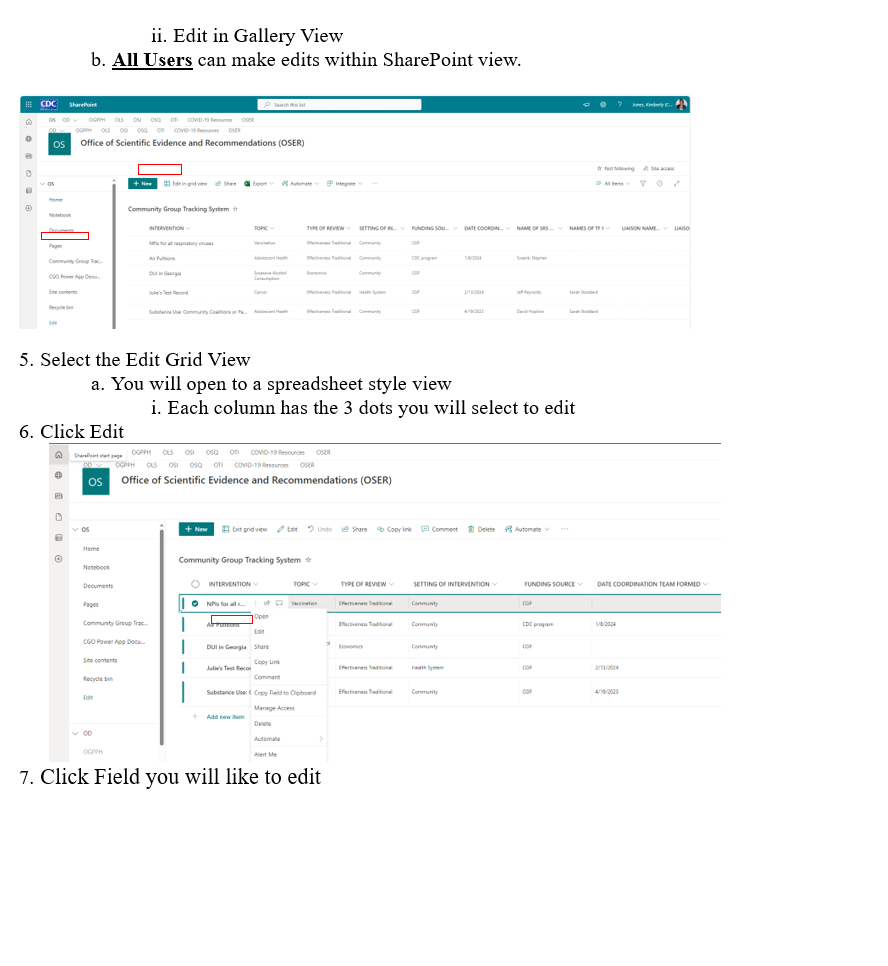 ii. Edit in Gallery View
b. All Users can make edits within SharePoint view.
CDC SharePoint Search this list ? Jones, Kimberly (C...
OS OD OGPPH OLS OSI OSQ OTI COVID-19 Resources OSER
OD OGPPH OLS OSI OSQ OTI COVID-19 Resources OSER
OS Office of Scientific Evidence and Recommendations (OSER)
Not following Site access
OS + New Edit in grid view Share Export Automate Integrate ... All Items
Home
Notebook
Documents
Pages
Community Group Trac...
CGO Power App Docu...
Site contents
Recycle bin
Edit
Community Group Tracking System
INTERVENTION TOPIC TYPE OF REVIEW SETTING OF IN... FUNDING SOU... DATE COORDIN... NAME OF SRS ... NAMES OF TF 1 LIAISON NAME... LIAISO
NPIs for all respiratory viruses Vaccination Effectiveness Traditional Community CGP
Air Pullitions Adolescent Health Effectiveness Traditional Community CDC program 1/8/2024
DUI in Georgia Excessive Alcohol Consumption Economics Community CGP
Julie's Test Record Cancer Effectiveness Traditional Health System CGP 2/13/2024 Jeff Reynolds Sarah Stoddard
Substance Use: Community Coalitions or Pa... Adolescent Health Effectiveness Traditional Community CGP 4/19/2023 David Hopkins Sarah Stoddard
5. Select the Edit Grid View
a. You will open to a spreadsheet style view
i. Each column has the 3 dots you will select to edit
6. Click Edit
SharePoint start page OGPPH OLS OSI OSQ OTI COVID-19 Resources OSER
OD OGPPH OLS OSI OSQ OTI COVID-19 Resources OSER
OS Office of Scientific Evidence and Recommendations (OSER)
OS + New Exit grid view Edit Undo Share Copy link Comment Delete Automate ...
Home
Notebook
Documents
Pages
Community Group Trac...
CGO Power App Docu...
Site contents
Recycle bin
Edit
OD
OGPPH
Community Group Tracking System
INTERVENTION TOPIC TYPE OF REVIEW SETTING OF INTERVENTION FUNDING SOURCE DATE COORDINATION TEAM FORMED
NPIs for all r... Vaccination Effectiveness Traditional Community CGP
Air Pullitions Effectiveness Traditional Community CDC program 1/8/2024
DUI in Georgia Economics Community CGP
Julie's Test Recor Effectiveness Traditional Health System CGP 2/13/2024
Substance Use: Effectiveness Traditional Community CGP 4/19/2023
+ Add new item
Open
Edit
Share
Copy Link
Comment
Copy Field to Clipboard
Manage Access
Delete
Automate
Alert Me
7. Click Field you will like to edit